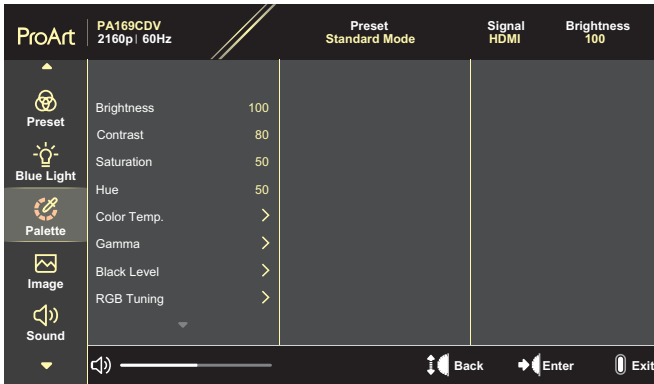 ProArt
PA169CDV
2160p | 60Hz
Preset
Standard Mode
Signal
HDMI
Brightness
100
Preset
Blue Light
Palette
Image
Sound
Brightness 100
Contrast 80
Saturation 50
Hue 50
Color Temp.
Gamma
Black Level
RGB Tuning
Back
Enter
Exit